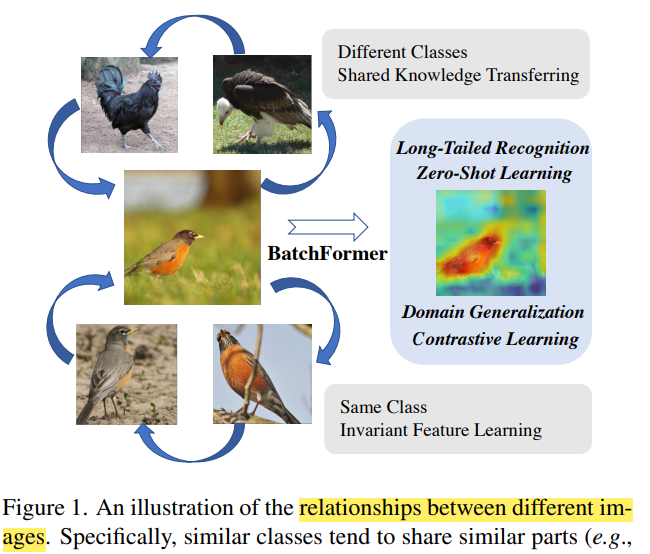 Different Classes
Shared Knowledge Transferring
Long-Tailed Recognition
Zero-Shot Learning
BatchFormer
Domain Generalization
Contrastive Learning
Same Class
Invariant Feature Learning
Figure 1. An illustration of the relationships between different im-
ages. Specifically, similar classes tend to share similar parts (e.g.,